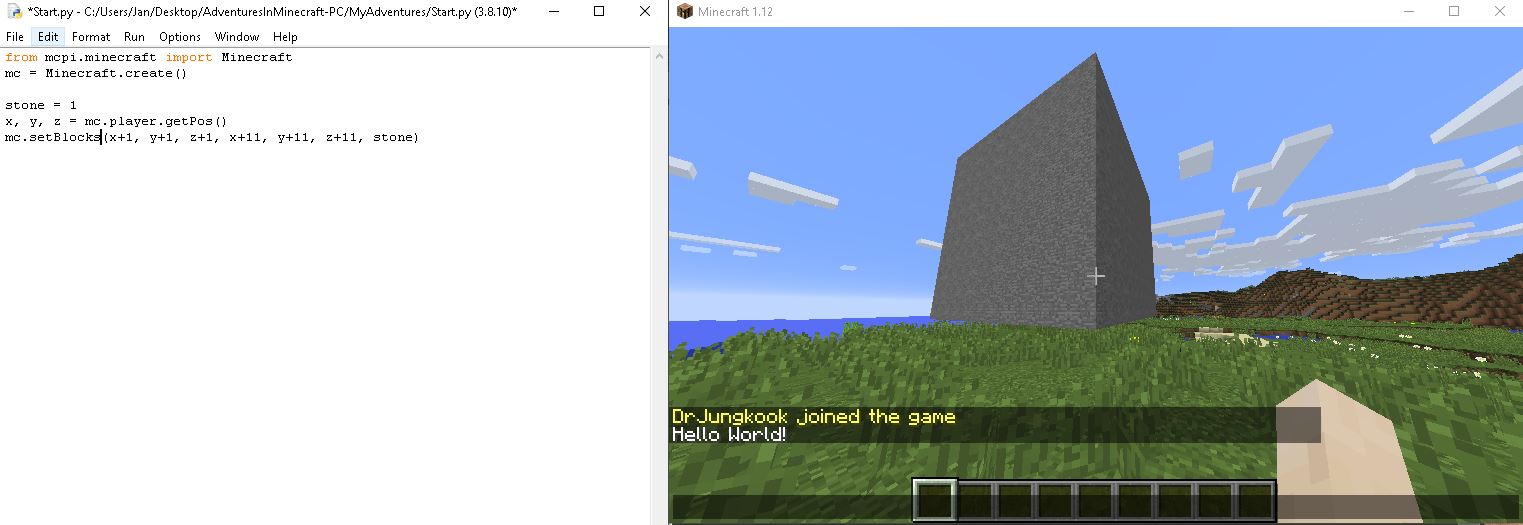 *Start.py - C:/Users/Jan/Desktop/AdventuresInMinecraft-PC/MyAdventures/Start.py (3.8.10)*
File Edit Format Run Options Window Help
from mcpi.minecraft import Minecraft
mc = Minecraft.create()
stone = 1
x, y, z = mc.player.getPos()
mc.setBlocks(x+1, y+1, z+1, x+11, y+11, z+11, stone)
Minecraft 1.12
DrJungkook joined the game
Hello World!